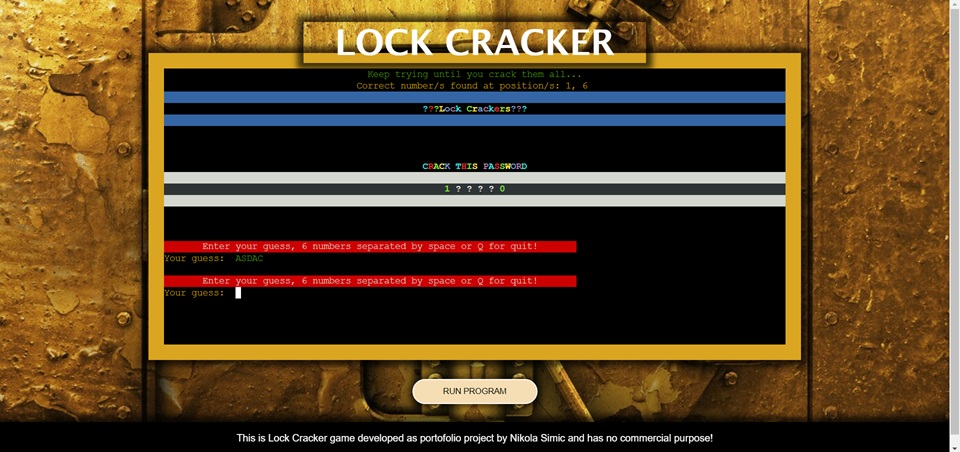 LOCK CRACKER
Keep trying until you crack them all...
Correct number/s found at position/s: 1, 6
???Lock Crackers???
CRACK THIS PASSWORD
1 ? ? ? ? 0
Enter your guess, 6 numbers separated by space or Q for quit!
Your guess: ASDAC
Enter your guess, 6 numbers separated by space or Q for quit!
Your guess:
RUN PROGRAM
This is Lock Cracker game developed as portofolio project by Nikola Simic and has no commercial purpose!